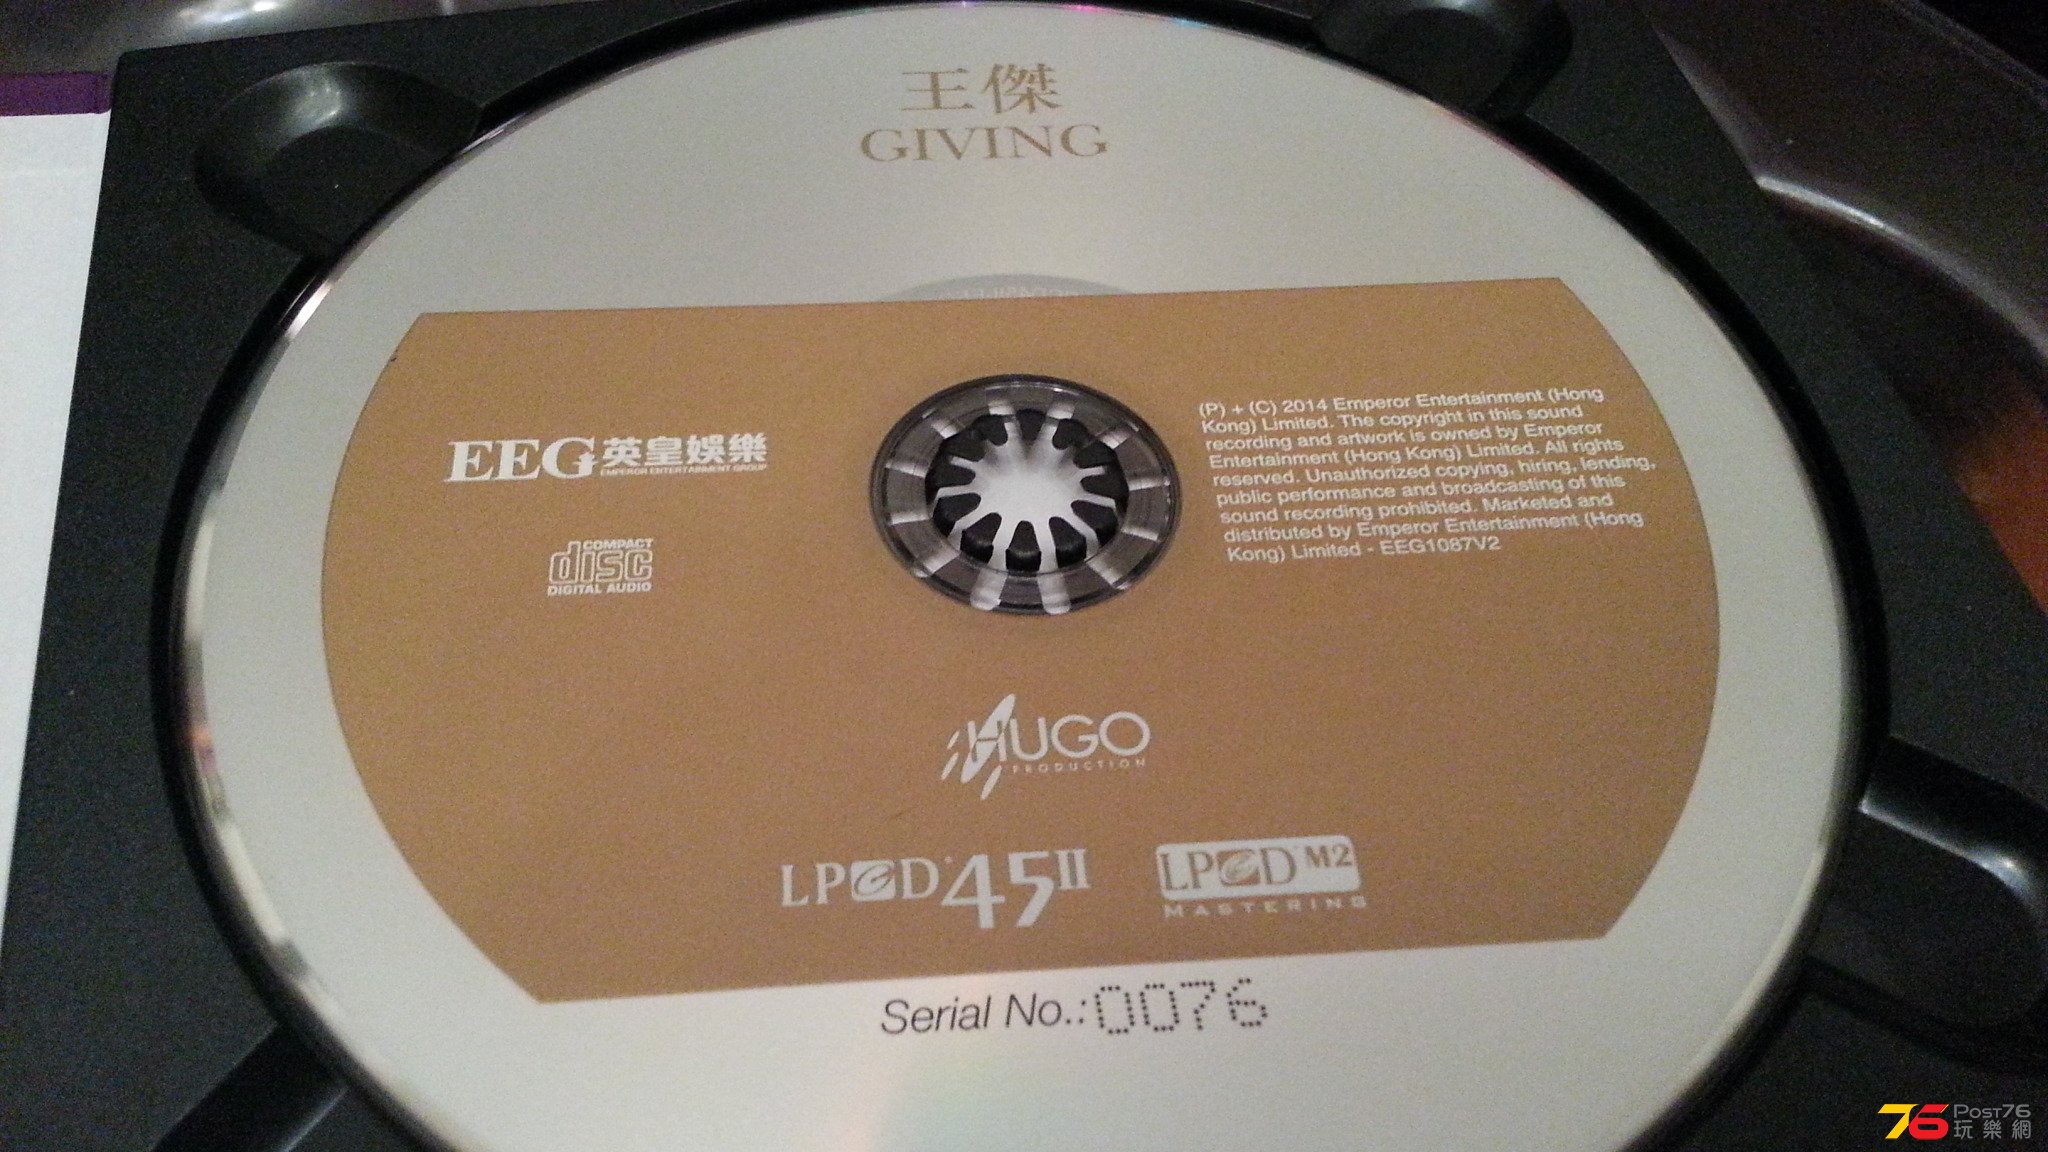 王傑
GIVING
EEG英皇娛樂
EMPEROR ENTERTAINMENT GROUP
COMPACT
disc
DIGITAL AUDIO
(P) + (C) 2014 Emperor Entertainment (Hong
Kong) Limited. The copyright in this sound
recording and artwork is owned by Emperor
Entertainment (Hong Kong) Limited. All rights
reserved. Unauthorized copying, hiring, lending,
public performance and broadcasting of this
sound recording prohibited. Marketed and
distributed by Emperor Entertainment (Hong
Kong) Limited - EEG1087V2
HUGO
PRODUCTION
LPCD 45 II
LPCD M2
MASTERING
Serial No.:0076
76 POST76
玩樂網